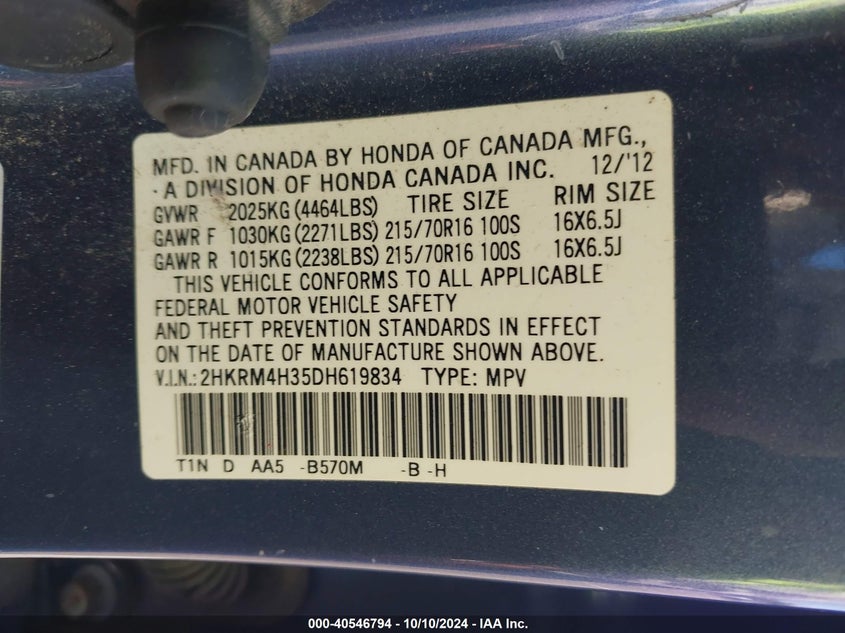 MFD. IN CANADA BY HONDA OF CANADA MFG.,
- A DIVISION OF HONDA CANADA INC. 12/'12
GVWR 2025KG (4464LBS) TIRE SIZE RIM SIZE
GAWR F 1030KG (2271LBS) 215/70R16 100S 16X6.5J
GAWR R 1015KG (2238LBS) 215/70R16 100S 16X6.5J
THIS VEHICLE CONFORMS TO ALL APPLICABLE
FEDERAL MOTOR VEHICLE SAFETY
AND THEFT PREVENTION STANDARDS IN EFFECT
ON THE DATE OF MANUFACTURE SHOWN ABOVE.
V.I.N.: 2HKRM4H35DH619834 TYPE: MPV
T1N D AA5 -B570M -B -H
000-40546794 - 10/10/2024 - IAA Inc.